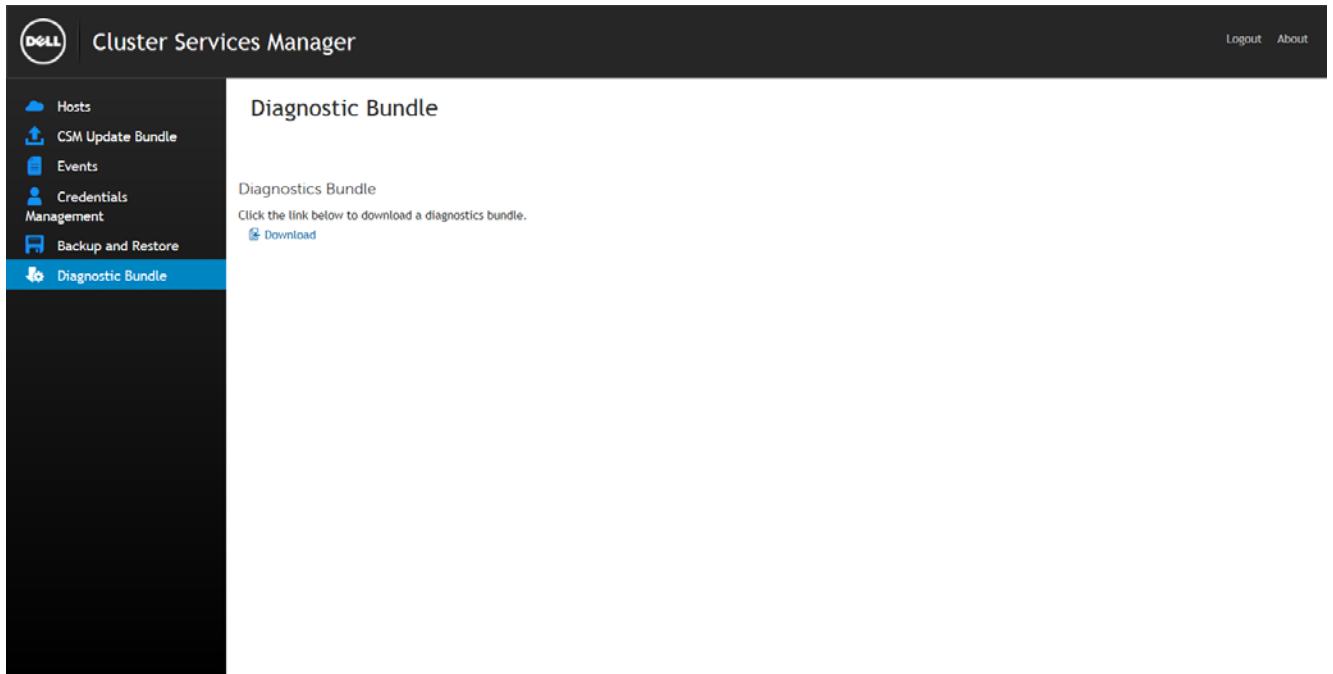 DELL
Cluster Services Manager
Logout About
Hosts
CSM Update Bundle
Events
Credentials
Management
Backup and Restore
Diagnostic Bundle
Diagnostic Bundle
Diagnostics Bundle
Click the link below to download a diagnostics bundle.
Download